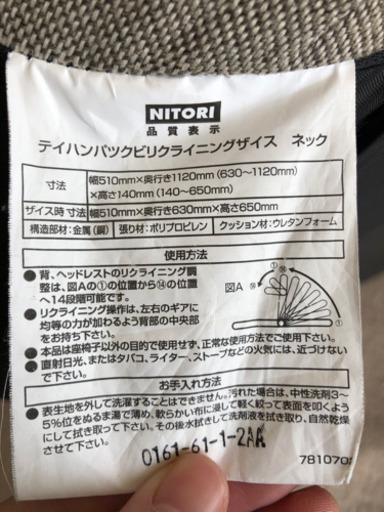 NITORI
品質表示
テイハンパツクビリクライニングザイス ネック
寸法 幅510mm×奥行き1120mm (630～1120mm)
×高さ140mm (140～650mm)
ザイス時 寸法 幅510mm×奥行き630mm×高さ650mm
構造部材:金属(鋼) 張り材:ポリプロピレン クッション材:ウレタンフォーム
使用方法
●背、ヘッドレストのリクライニング調
整は、図Aの①の位置から⑭の位置
へ14段階可能です。
図A ⑭ ①
●リクライニング操作は、左右のギアに
均等の力が加わるよう背部の中央部
をお持ち下さい。
●本品は座椅子以外の目的で使用せず、正常な使用方法でご使用下さい。
●直射日光、またはタバコ、ライター、ストーブなどの火気には、近づけない
で下さい。
お手入れ方法
●表生地を外して洗濯することはできません。汚れた場合は、中性洗剤3～
5％位をぬるま湯で薄め、軟らかい布に浸して軽く絞って表面を叩くよう
にして拭き取って下さい。その後水拭きして洗剤液を拭き取り、自然乾燥
させて下さい。
0161-61-1-2AA
781070